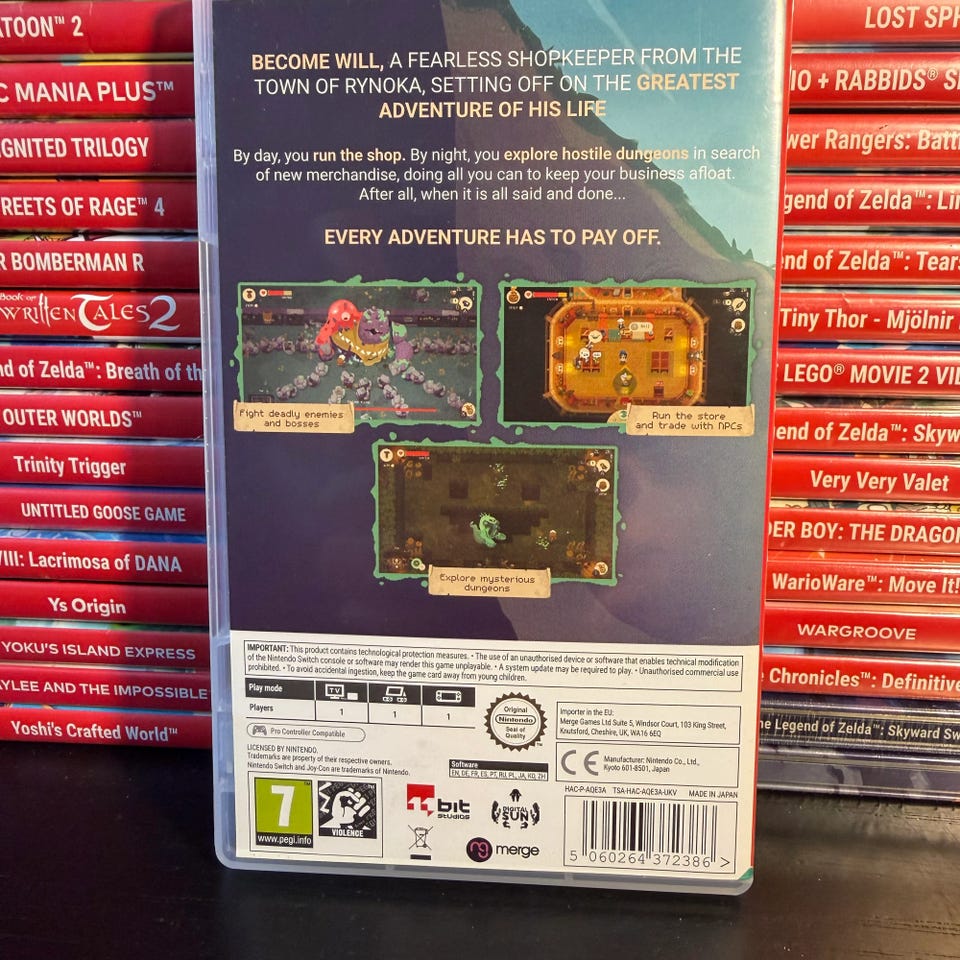 TOON™ 2
C MANIA PLUS™
GNITED TRILOGY
REETS OF RAGE™ 4
R BOMBERMAN R
Book of
WRITTEN TALES 2
nd of Zelda™: Breath of th
OUTER WORLDS™
Trinity Trigger
UNTITLED GOOSE GAME
VIII: Lacrimosa of DANA
Ys Origin
YOKU'S ISLAND EXPRESS
AYLEE AND THE IMPOSSIBLE
Yoshi's Crafted World™
BECOME WILL, A FEARLESS SHOPKEEPER FROM THE
TOWN OF RYNOKA, SETTING OFF ON THE GREATEST
ADVENTURE OF HIS LIFE
By day, you run the shop. By night, you explore hostile dungeons in search
of new merchandise, doing all you can to keep your business afloat.
After all, when it is all said and done...
EVERY ADVENTURE HAS TO PAY OFF.
Fight deadly enemies
and bosses
Run the store
and trade with NPCs
Explore mysterious
dungeons
IMPORTANT: This product contains technological protection measures. • The use of an unauthorised device or software that enables technical modification
of the Nintendo Switch console or software may render this game unplayable. • A system update may be required to play. • Unauthorised commercial use
prohibited. • To avoid accidental ingestion, keep the game card away from young children.
Play mode TV
Players 1 1 1
Pro Controller Compatible
LICENSED BY NINTENDO.
Trademarks are property of their respective owners.
Nintendo Switch and Joy-Con are trademarks of Nintendo.
Original
Nintendo
Seal of
Quality
Software
EN, DE, FR, ES, PT, RU, PL, JA, KO, ZH
Importer in the EU:
Merge Games Ltd Suite 5, Windsor Court, 103 King Street,
Knutsford, Cheshire, UK, WA16 6EQ
CE Manufacturer: Nintendo Co., Ltd.,
Kyoto 601-8501, Japan
HAC-P-AQE3A TSA-HAC-AQE3A-UKV MADE IN JAPAN
7
www.pegi.info
VIOLENCE
11 bit
STUDIOS
DIGITAL
SUN
merge
5 060264 372386 >
LOST SPH
IO + RABBIDS® S
wer Rangers: Batt
gend of Zelda™: Lin
nd of Zelda™: Tears
Tiny Thor - Mjölnir
LEGO® MOVIE 2 VID
end of Zelda™: Skyw
Very Very Valet
DER BOY: THE DRAGO
WarioWare™: Move It!
WARGROOVE
Chronicles™: Definitive
he Legend of Zelda™: Skyward Sw